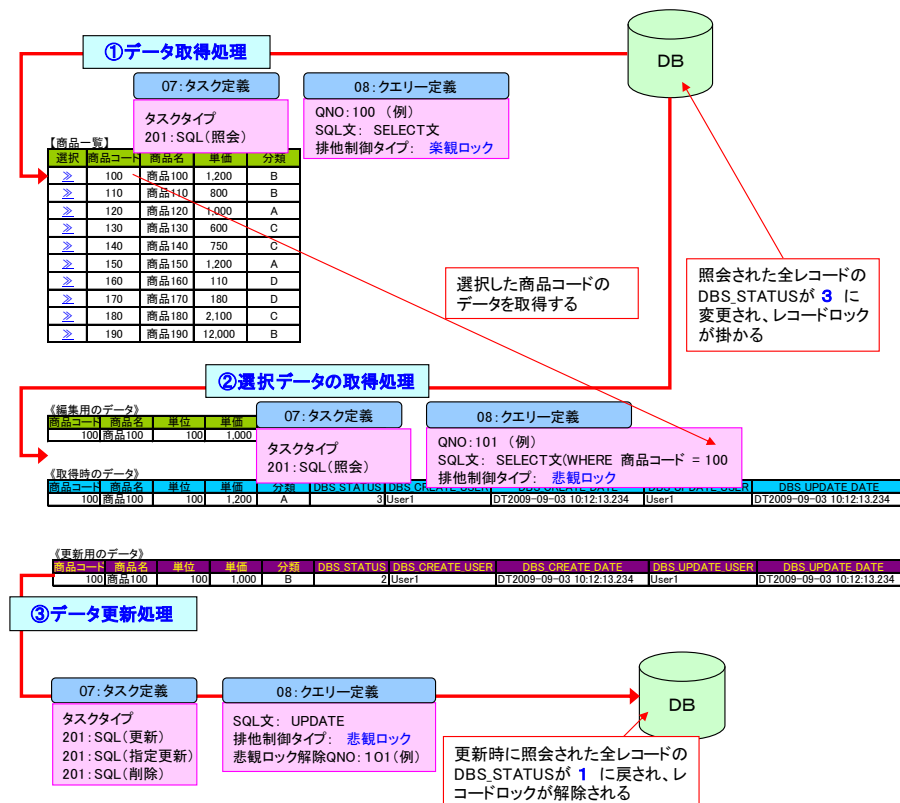 ①データ取得処理
DB
07:タスク定義
08:クエリー定義
タスクタイプ
201:SQL(照会)
QNO:100 (例)
SQL文: SELECT文
排他制御タイプ: 楽観ロック
【商品一覧】
選択 商品コード 商品名 単価 分類
≫ 100 商品100 1,200 B
≫ 110 商品110 800 B
≫ 120 商品120 1,000 A
≫ 130 商品130 600 C
≫ 140 商品140 750 C
≫ 150 商品150 1,200 A
≫ 160 商品160 110 D
≫ 170 商品170 180 D
≫ 180 商品180 2,100 C
≫ 190 商品190 12,000 B
選択した商品コードの
データを取得する
照会された全レコードの
DBS_STATUSが 3 に
変更され、レコードロック
が掛かる
②選択データの取得処理
《編集用のデータ》
商品コード 商品名 単位 単価
100 商品100 100 1,000
07:タスク定義
08:クエリー定義
タスクタイプ
201:SQL(照会)
QNO:101 (例)
SQL文: SELECT文(WHERE 商品コード = 100
排他制御タイプ: 悲観ロック
《取得時のデータ》
商品コード 商品名 単位 単価 分類 DBS_STATUS DBS_CREATE_USER DBS_CREATE_DATE DBS_UPDATE_USER DBS_UPDATE_DATE
100 商品100 100 1,200 A 3 User1 DT2009-09-03 10:12:13.234 User1 DT2009-09-03 10:12:13.234
《更新用のデータ》
商品コード 商品名 単位 単価 分類 DBS_STATUS DBS_CREATE_USER DBS_CREATE_DATE DBS_UPDATE_USER DBS_UPDATE_DATE
100 商品100 100 1,000 B 2 User1 DT2009-09-03 10:12:13.234 User1 DT2009-09-03 10:12:13.234
③データ更新処理
07:タスク定義
08:クエリー定義
DB
タスクタイプ
201:SQL(更新)
201:SQL(指定更新)
201:SQL(削除)
SQL文: UPDATE
排他制御タイプ: 悲観ロック
悲観ロック解除QNO:101(例)
更新時に照会された全レコードの
DBS_STATUSが 1 に戻され、レ
コードロックが解除される